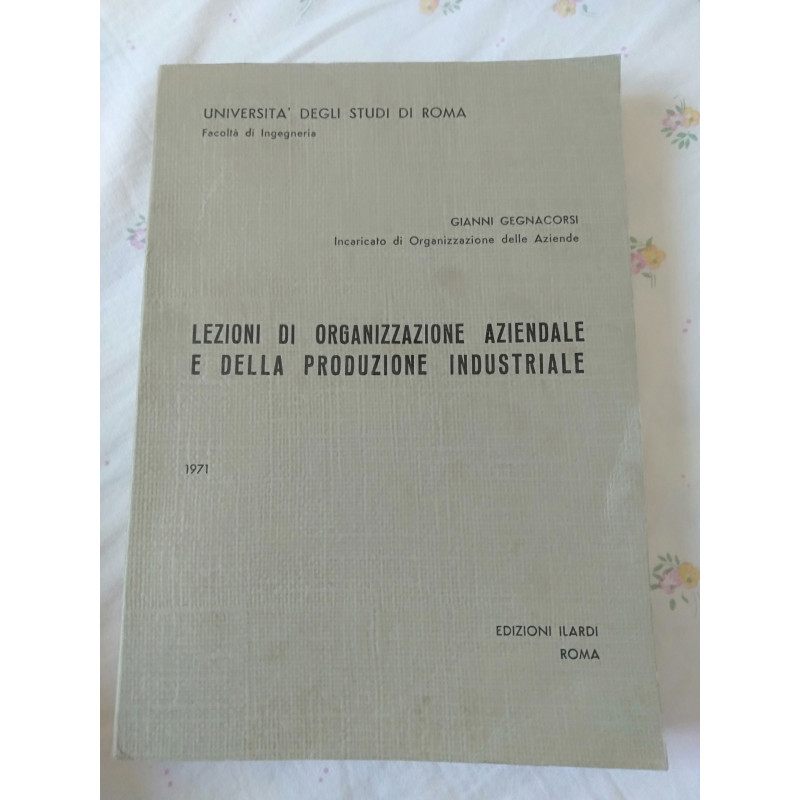 UNIVERSITA' DEGLI STUDI DI ROMA
Facoltà di Ingegneria
GIANNI GEGNACORSI
Incaricato di Organizzazione delle Aziende
LEZIONI DI ORGANIZZAZIONE AZIENDALE
E DELLA PRODUZIONE INDUSTRIALE
1971
EDIZIONI ILARDI
ROMA